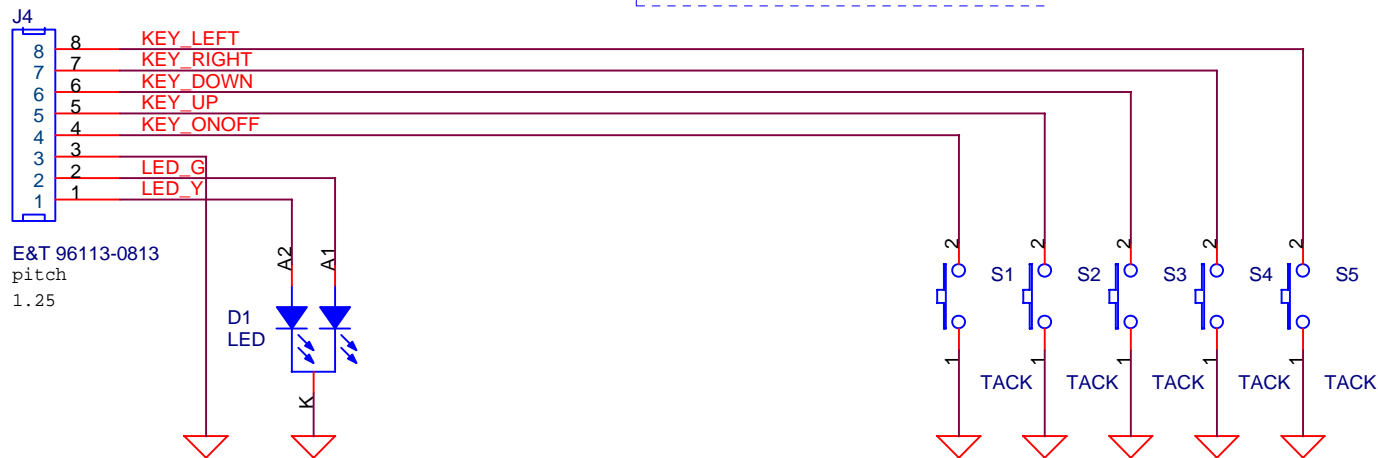 J4
8 8 KEY_LEFT
7 7 KEY_RIGHT
6 6 KEY_DOWN
5 5 KEY_UP
4 4 KEY_ONOFF
3 3
2 2 LED_G
1 1 LED_Y
E&T 96113-0813
pitch
1.25
A2 A1
D1
LED
K
2 2 2 2 2
S1 S2 S3 S4 S5
1 1 1 1 1
TACK TACK TACK TACK TACK